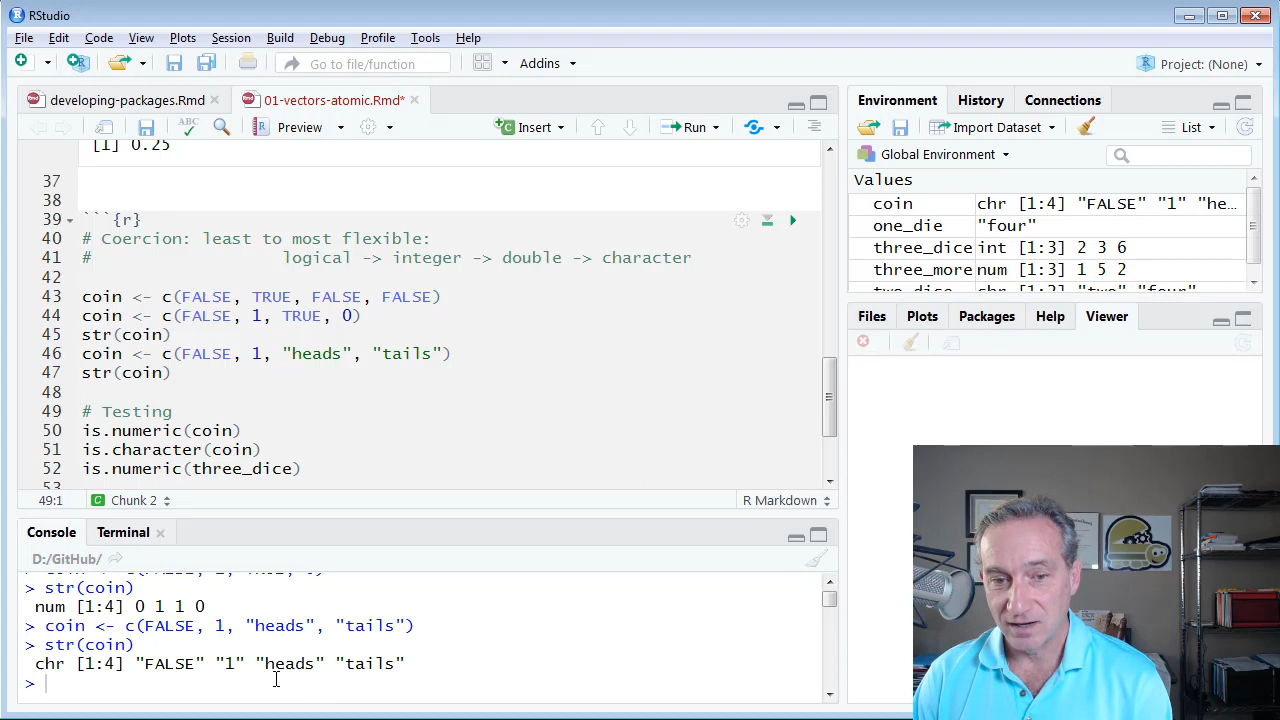 RStudio
File Edit Code View Plots Session Build Debug Profile Tools Help
Go to file/function
Addins
Project: (None)
developing-packages.Rmd
01-vectors-atomic.Rmd*
ABC
Preview
Insert
Run
[1] 0.25
37
38
39 ```{r}
40 # Coercion: least to most flexible:
41 # logical -> integer -> double -> character
42
43 coin <- c(FALSE, TRUE, FALSE, FALSE)
44 coin <- c(FALSE, 1, TRUE, 0)
45 str(coin)
46 coin <- c(FALSE, 1, "heads", "tails")
47 str(coin)
48
49 # Testing
50 is.numeric(coin)
51 is.character(coin)
52 is.numeric(three_dice)
53
49:1 Chunk 2 R Markdown
Console Terminal
D:/GitHub/
> str(coin)
num [1:4] 0 1 1 0
> coin <- c(FALSE, 1, "heads", "tails")
> str(coin)
chr [1:4] "FALSE" "1" "heads" "tails"
>
Environment History Connections
Import Dataset List
Global Environment
Values
coin chr [1:4] "FALSE" "1" "he…
one_die "four"
three_dice int [1:3] 2 3 6
three_more num [1:3] 1 5 2
two_dice chr "two" "four"
Files Plots Packages Help Viewer